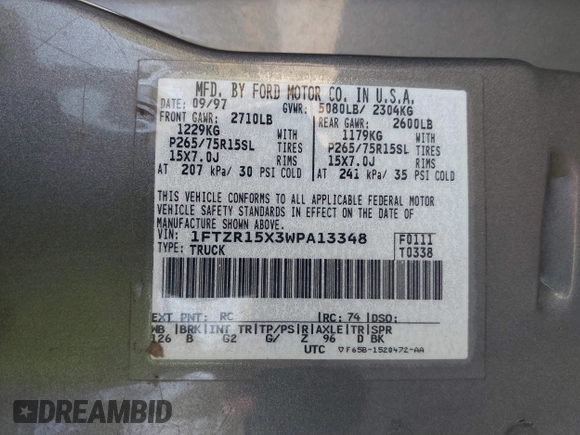 MFD. BY FORD MOTOR CO. IN U.S.A.
DATE: 09/97 GVWR: 5080LB/ 2304KG
FRONT GAWR: 2710LB REAR GAWR: 2600LB
1229KG WITH 1179KG WITH
P265/75R15SL TIRES P265/75R15SL TIRES
15X7.0J RIMS 15X7.0J RIMS
AT 207 kPa/ 30 PSI COLD AT 241 kPa/ 35 PSI COLD
THIS VEHICLE CONFORMS TO ALL APPLICABLE FEDERAL MOTOR
VEHICLE SAFETY STANDARDS IN EFFECT ON THE DATE OF
MANUFACTURE SHOWN ABOVE.
VIN: 1FTZR15X3WPA13348 F0111
TYPE: TRUCK T0338
EXT PNT: RC RC: 74 DSO:
WB BRK INT TR TP/PS R AXLE TR SPR
126 B G2 G/ Z 96 D BK
UTC ▽F65B-1520472-AA
DREAMBID